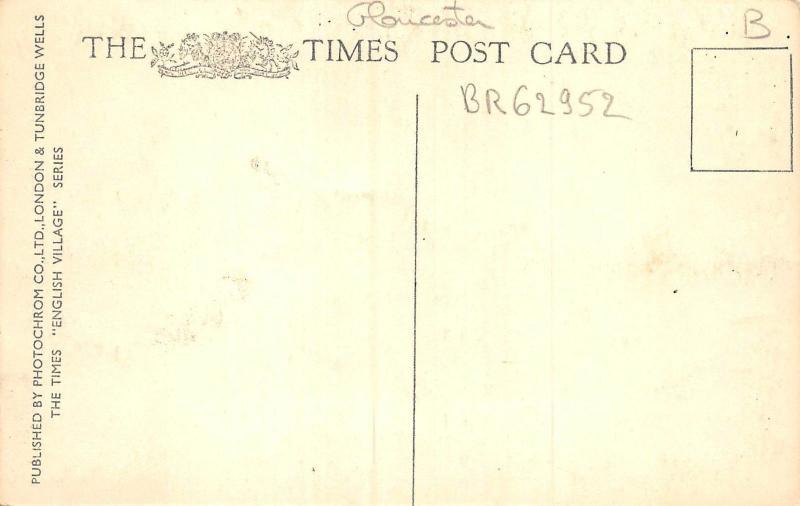 Gloucester
B
THE TIMES POST CARD
BR62952
PUBLISHED BY PHOTOCHROM CO.,LTD.,LONDON & TUNBRIDGE WELLS
THE TIMES "ENGLISH VILLAGE" SERIES